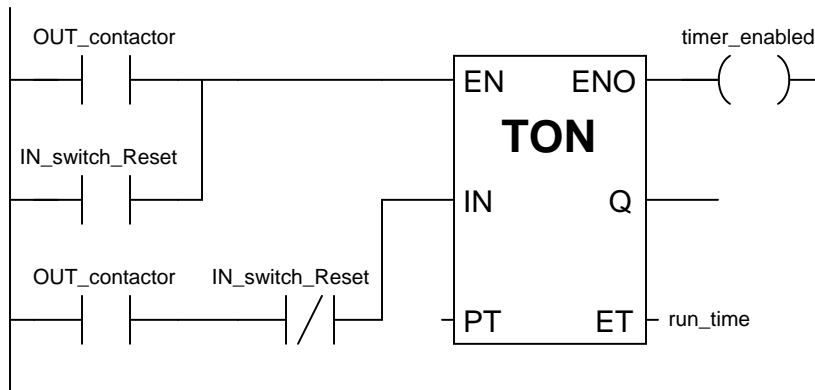 OUT_contactor
timer_enabled
EN
ENO
TON
IN_switch_Reset
IN
Q
OUT_contactor
IN_switch_Reset
PT
ET
run_time